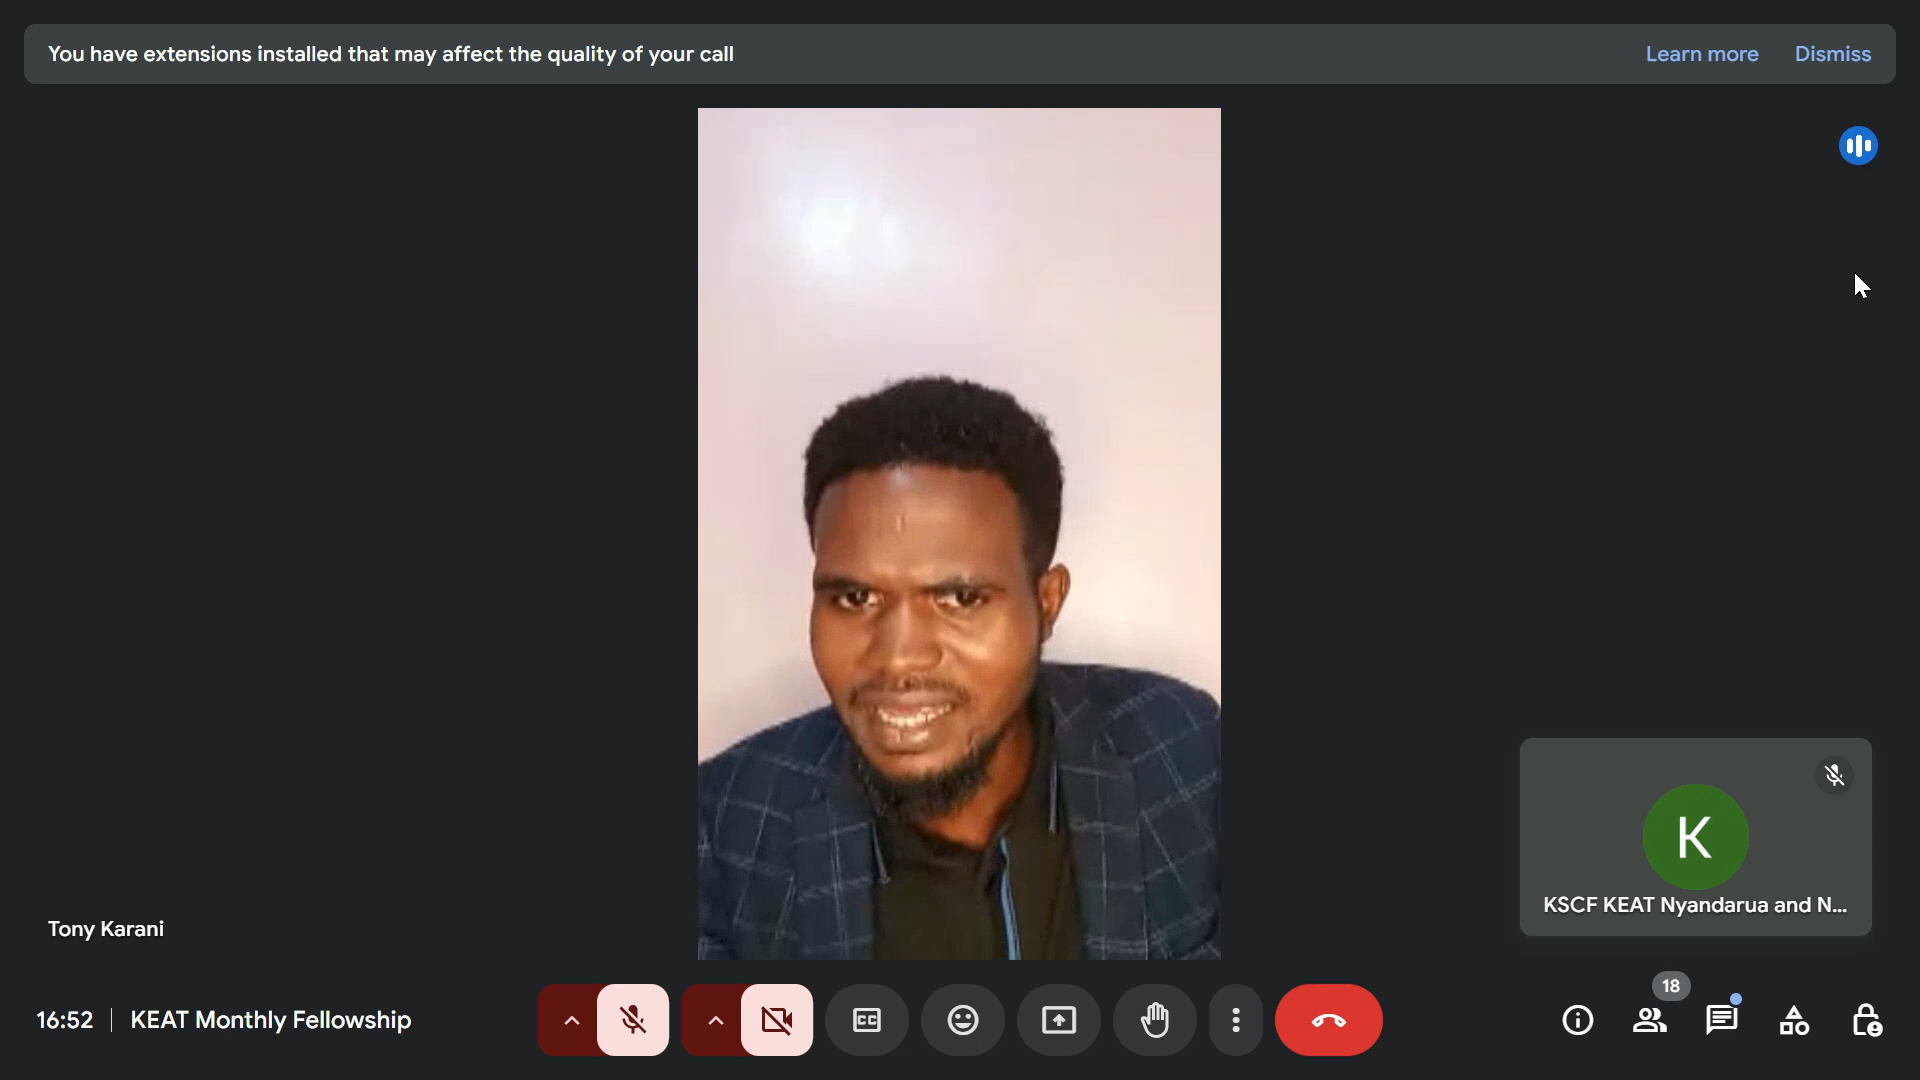 You have extensions installed that may affect the quality of your call
Learn more
Dismiss
K
KSCF KEAT Nyandarua and N...
Tony Karani
16:52
KEAT Monthly Fellowship
CC
18